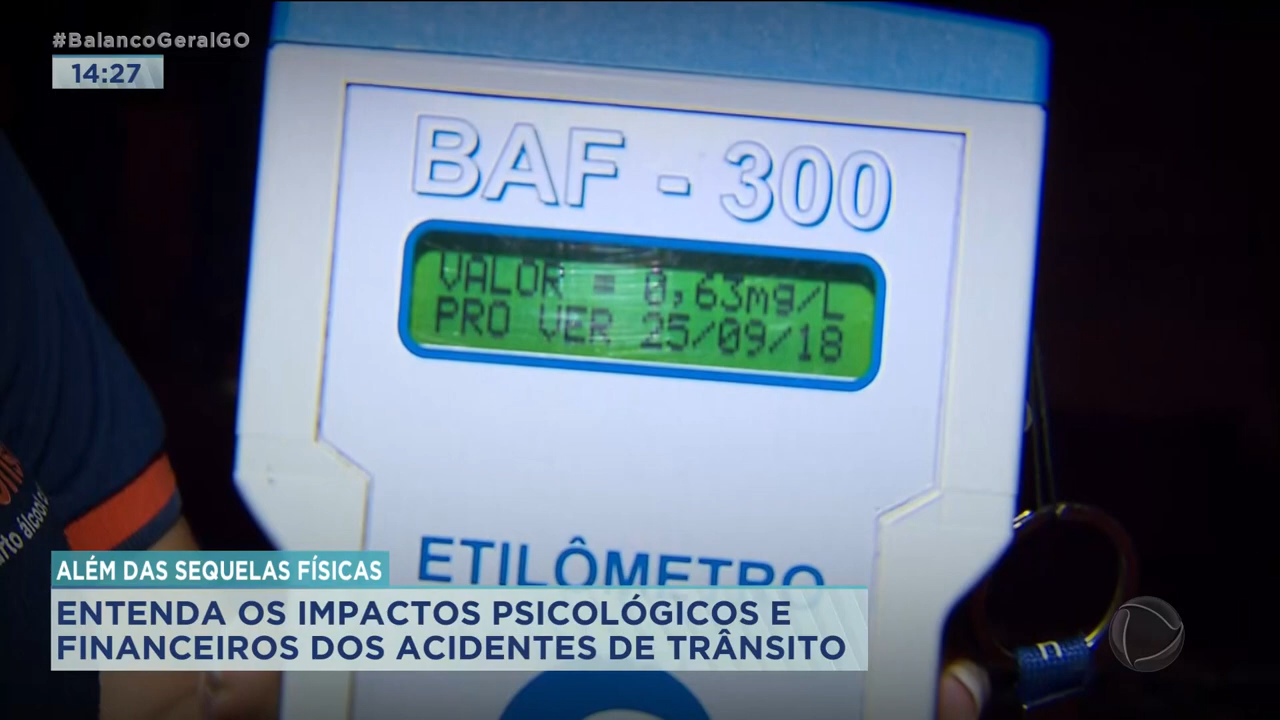 #BalancoGeralGO
14:27
BAF - 300
VALOR = 0,63mg/L
PRO VER 25/09/18
ETILÔMETRO
ALÉM DAS SEQUELAS FÍSICAS
ENTENDA OS IMPACTOS PSICOLÓGICOS E
FINANCEIROS DOS ACIDENTES DE TRÂNSITO